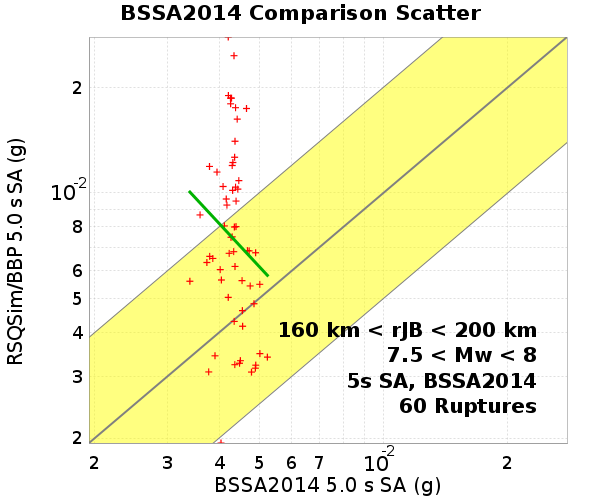 BSSA2014 Comparison Scatter
RSQSim/BBP 5.0 s SA (g)
2
10-2
8
6
5
4
3
2
160 km < rJB < 200 km
7.5 < Mw < 8
5s SA, BSSA2014
60 Ruptures
2 3 4 5 6 7 10-2 2
BSSA2014 5.0 s SA (g)